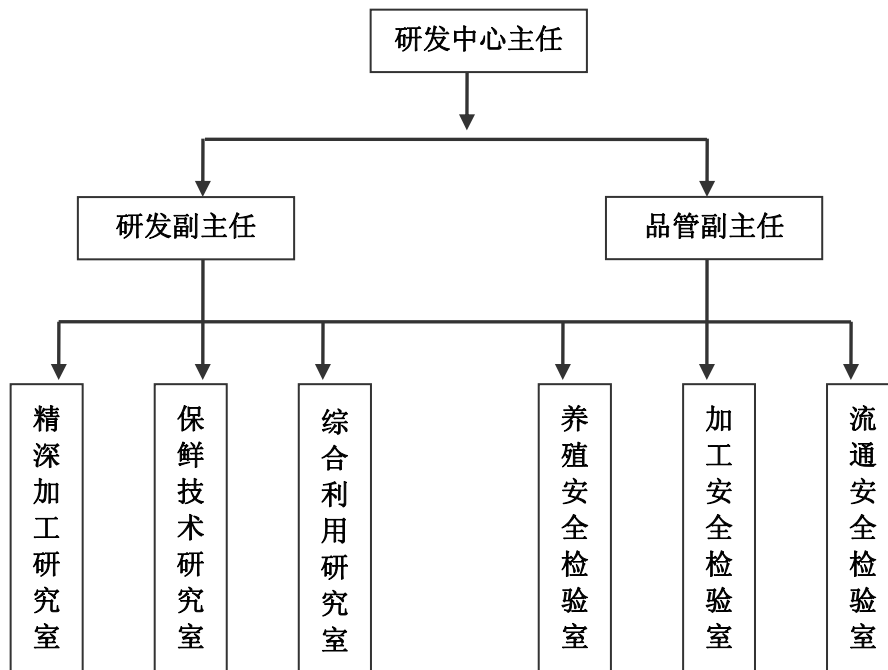 研发中心主任
研发副主任
品管副主任
精深加工研究室
保鲜技术研究室
综合利用研究室
养殖安全检验室
加工安全检验室
流通安全检验室